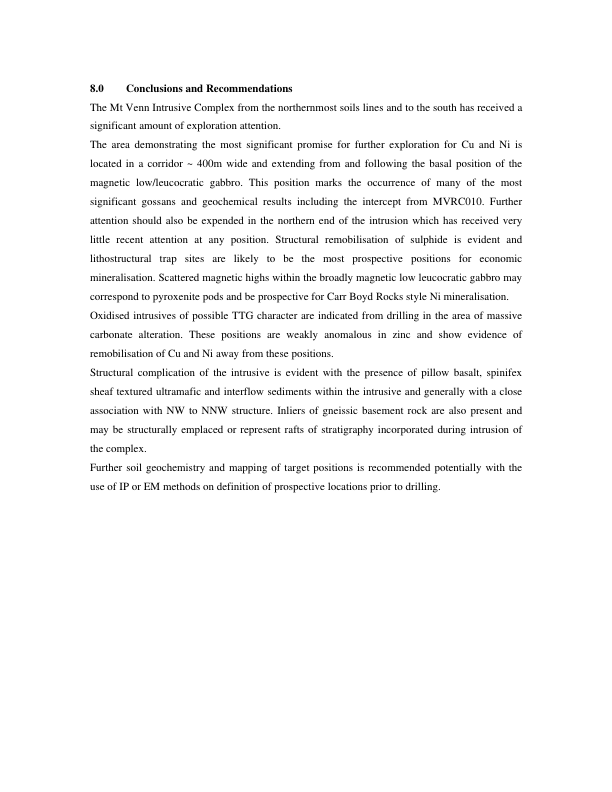 8.0 Conclusions and Recommendations
The Mt Venn Intrusive Complex from the northernmost soils lines and to the south has received a
significant amount of exploration attention.
The area demonstrating the most significant promise for further exploration for Cu and Ni is
located in a corridor ~ 400m wide and extending from and following the basal position of the
magnetic low/leucocratic gabbro. This position marks the occurrence of many of the most
significant gossans and geochemical results including the intercept from MVRC010. Further
attention should also be expended in the northern end of the intrusion which has received very
little recent attention at any position. Structural remobilisation of sulphide is evident and
lithostructural trap sites are likely to be the most prospective positions for economic
mineralisation. Scattered magnetic highs within the broadly magnetic low leucocratic gabbro may
correspond to pyroxenite pods and be prospective for Carr Boyd Rocks style Ni mineralisation.
Oxidised intrusives of possible TTG character are indicated from drilling in the area of massive
carbonate alteration. These positions are weakly anomalous in zinc and show evidence of
remobilisation of Cu and Ni away from these positions.
Structural complication of the intrusive is evident with the presence of pillow basalt, spinifex
sheaf textured ultramafic and interflow sediments within the intrusive and generally with a close
association with NW to NNW structure. Inliers of gneissic basement rock are also present and
may be structurally emplaced or represent rafts of stratigraphy incorporated during intrusion of
the complex.
Further soil geochemistry and mapping of target positions is recommended potentially with the
use of IP or EM methods on definition of prospective locations prior to drilling.